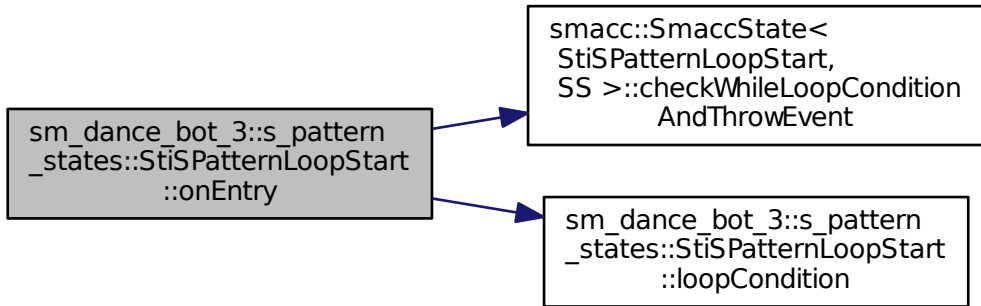 sm_dance_bot_3::s_pattern
_states::StiSPatternLoopStart
::onEntry
smacc::SmaccState<
StiSPatternLoopStart,
SS >::checkWhileLoopCondition
AndThrowEvent
sm_dance_bot_3::s_pattern
_states::StiSPatternLoopStart
::loopCondition